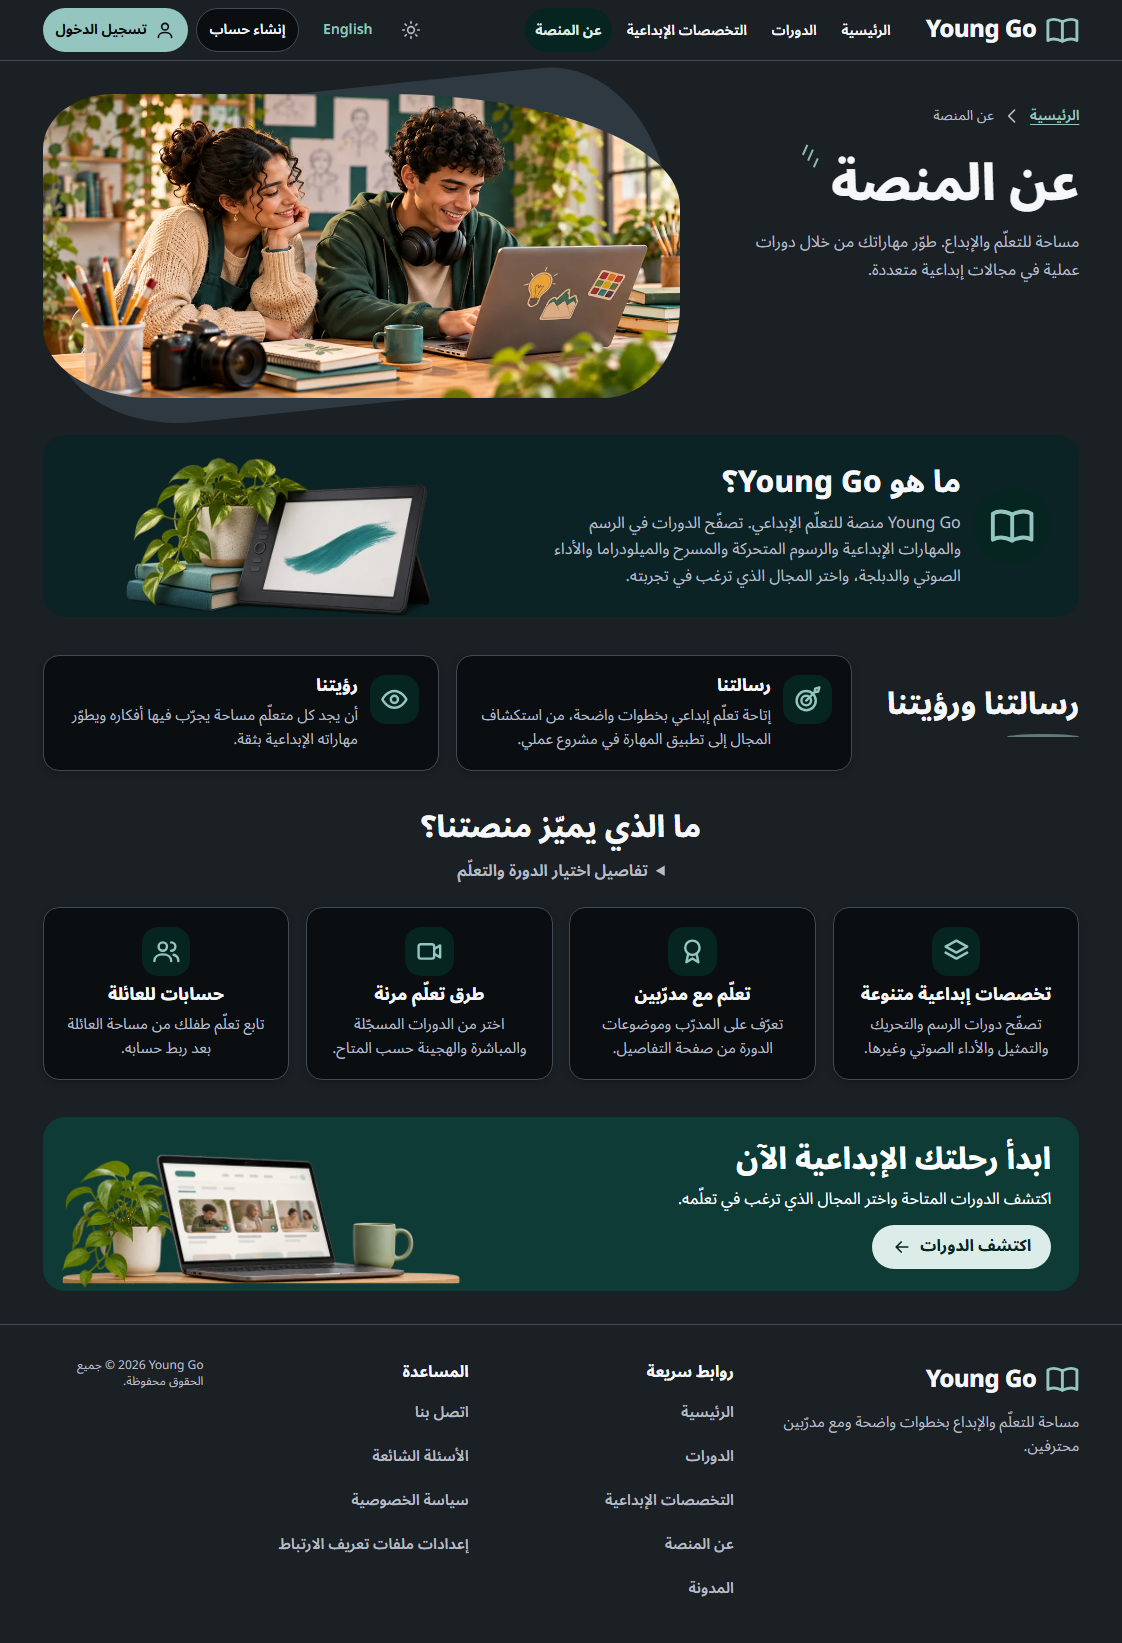 Young Go
الرئيسية
الدورات
التخصصات الإبداعية
عن المنصة
English
إنشاء حساب
تسجيل الدخول
الرئيسية
عن المنصة
عن المنصة
مساحة للتعلّم والإبداع. طوّر مهاراتك من خلال دورات
عملية في مجالات إبداعية متعددة.
ما هو Young Go؟
Young Go منصة للتعلّم الإبداعي. تصفّح الدورات في الرسم
والمهارات الإبداعية والرسوم المتحركة والمسرح والميلودراما والأداء
الصوتي والدبلجة، واختر المجال الذي ترغب في تجربته.
رسالتنا ورؤيتنا
رسالتنا
إتاحة تعلّم إبداعي بخطوات واضحة، من استكشاف
المجال إلى تطبيق المهارة في مشروع عملي.
رؤيتنا
أن يجد كل متعلّم مساحة يجرّب فيها أفكاره ويطوّر
مهاراته الإبداعية بثقة.
ما الذي يميّز منصتنا؟
تفاصيل اختيار الدورة والتعلّم
تخصصات إبداعية متنوعة
تصفّح دورات الرسم والتحريك
والتمثيل والأداء الصوتي وغيرها.
تعلّم مع مدرّبين
تعرّف على المدرّب وموضوعات
الدورة من صفحة التفاصيل.
طرق تعلّم مرنة
اختر من الدورات المسجّلة
والمباشرة والهجينة حسب المتاح.
حسابات للعائلة
تابع تعلّم طفلك من مساحة العائلة
بعد ربط حسابه.
ابدأ رحلتك الإبداعية الآن
اكتشف الدورات المتاحة واختر المجال الذي ترغب في تعلّمه.
اكتشف الدورات
Young Go
مساحة للتعلّم والإبداع بخطوات واضحة ومع مدرّبين
محترفين.
روابط سريعة
الرئيسية
الدورات
التخصصات الإبداعية
عن المنصة
المدونة
المساعدة
اتصل بنا
الأسئلة الشائعة
سياسة الخصوصية
إعدادات ملفات تعريف الارتباط
Young Go 2026 © جميع
الحقوق محفوظة.